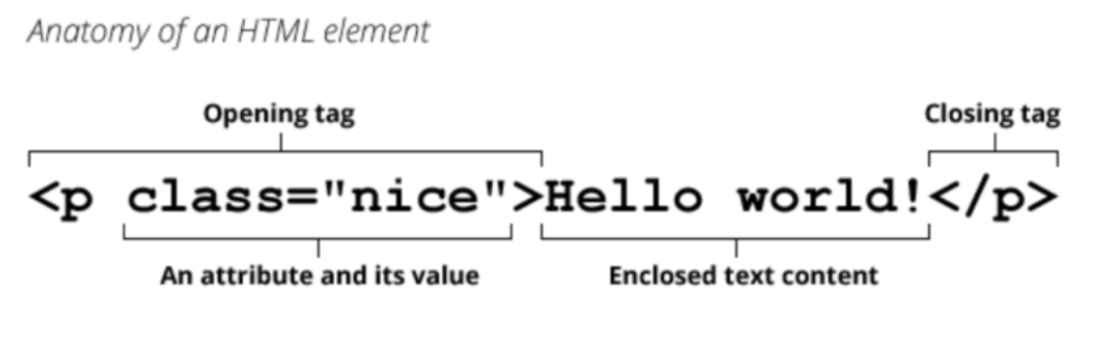 Anatomy of an HTML element
Opening tag Closing tag
<p class="nice">Hello world!</p>
An attribute and its value Enclosed text content